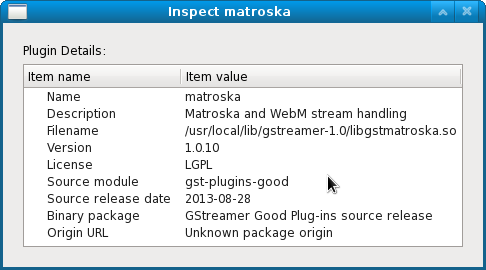 Inspect matroska
Plugin Details:
Item name Item value
Name matroska
Description Matroska and WebM stream handling
Filename /usr/local/lib/gstreamer-1.0/libgstmatroska.so
Version 1.0.10
License LGPL
Source module gst-plugins-good
Source release date 2013-08-28
Binary package GStreamer Good Plug-ins source release
Origin URL Unknown package origin